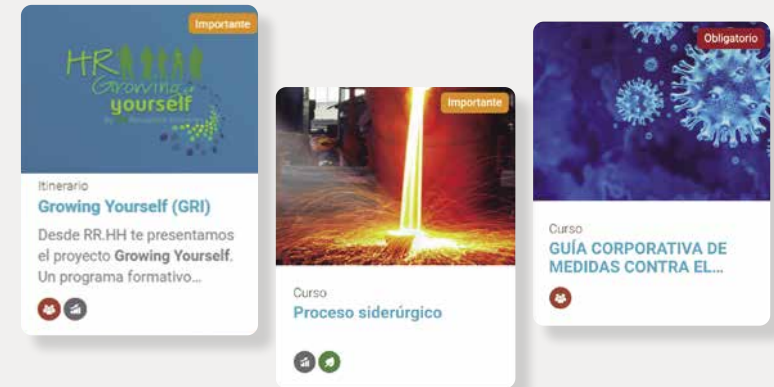 Importante
HR
Growing
yourself
Itinerario
Growing Yourself (GRI)
Desde RR.HH te presentamos
el proyecto Growing Yourself.
Un programa formativo...
Importante
Curso
Proceso siderúrgico
Obligatorio
Curso
GUÍA CORPORATIVA DE
MEDIDAS CONTRA EL...